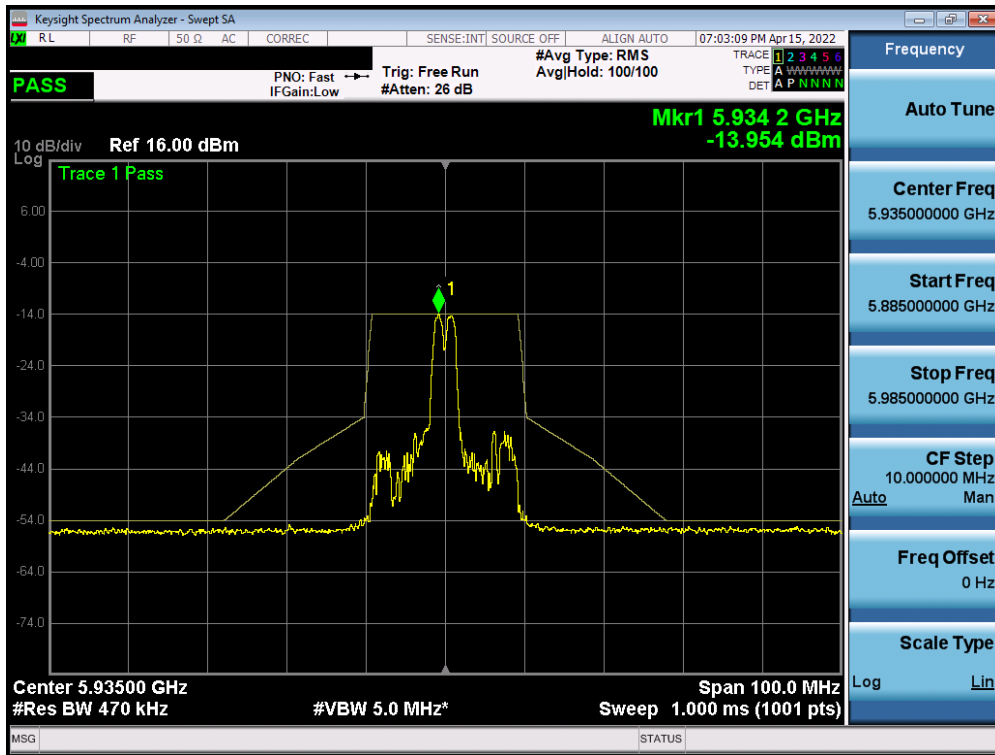 Keysight Spectrum Analyzer - Swept SA
LXI RL RF 50 Ω AC CORREC SENSE:INT SOURCE OFF ALIGN AUTO 07:03:09 PM Apr 15, 2022
PASS
PNO: Fast
IFGain:Low
Trig: Free Run
#Atten: 26 dB
#Avg Type: RMS
Avg|Hold: 100/100
TRACE 1 2 3 4 5 6
TYPE A WWWWW
DET A P N N N N
Mkr1 5.934 2 GHz
-13.954 dBm
10 dB/div Ref 16.00 dBm
Log
Trace 1 Pass
1
6.00
-4.00
-14.0
-24.0
-34.0
-44.0
-54.0
-64.0
-74.0
Center 5.93500 GHz Span 100.0 MHz
#Res BW 470 kHz #VBW 5.0 MHz* Sweep 1.000 ms (1001 pts)
MSG STATUS
Frequency
Auto Tune
Center Freq
5.935000000 GHz
Start Freq
5.885000000 GHz
Stop Freq
5.985000000 GHz
CF Step
10.000000 MHz
Auto Man
Freq Offset
0 Hz
Scale Type
Log Lin